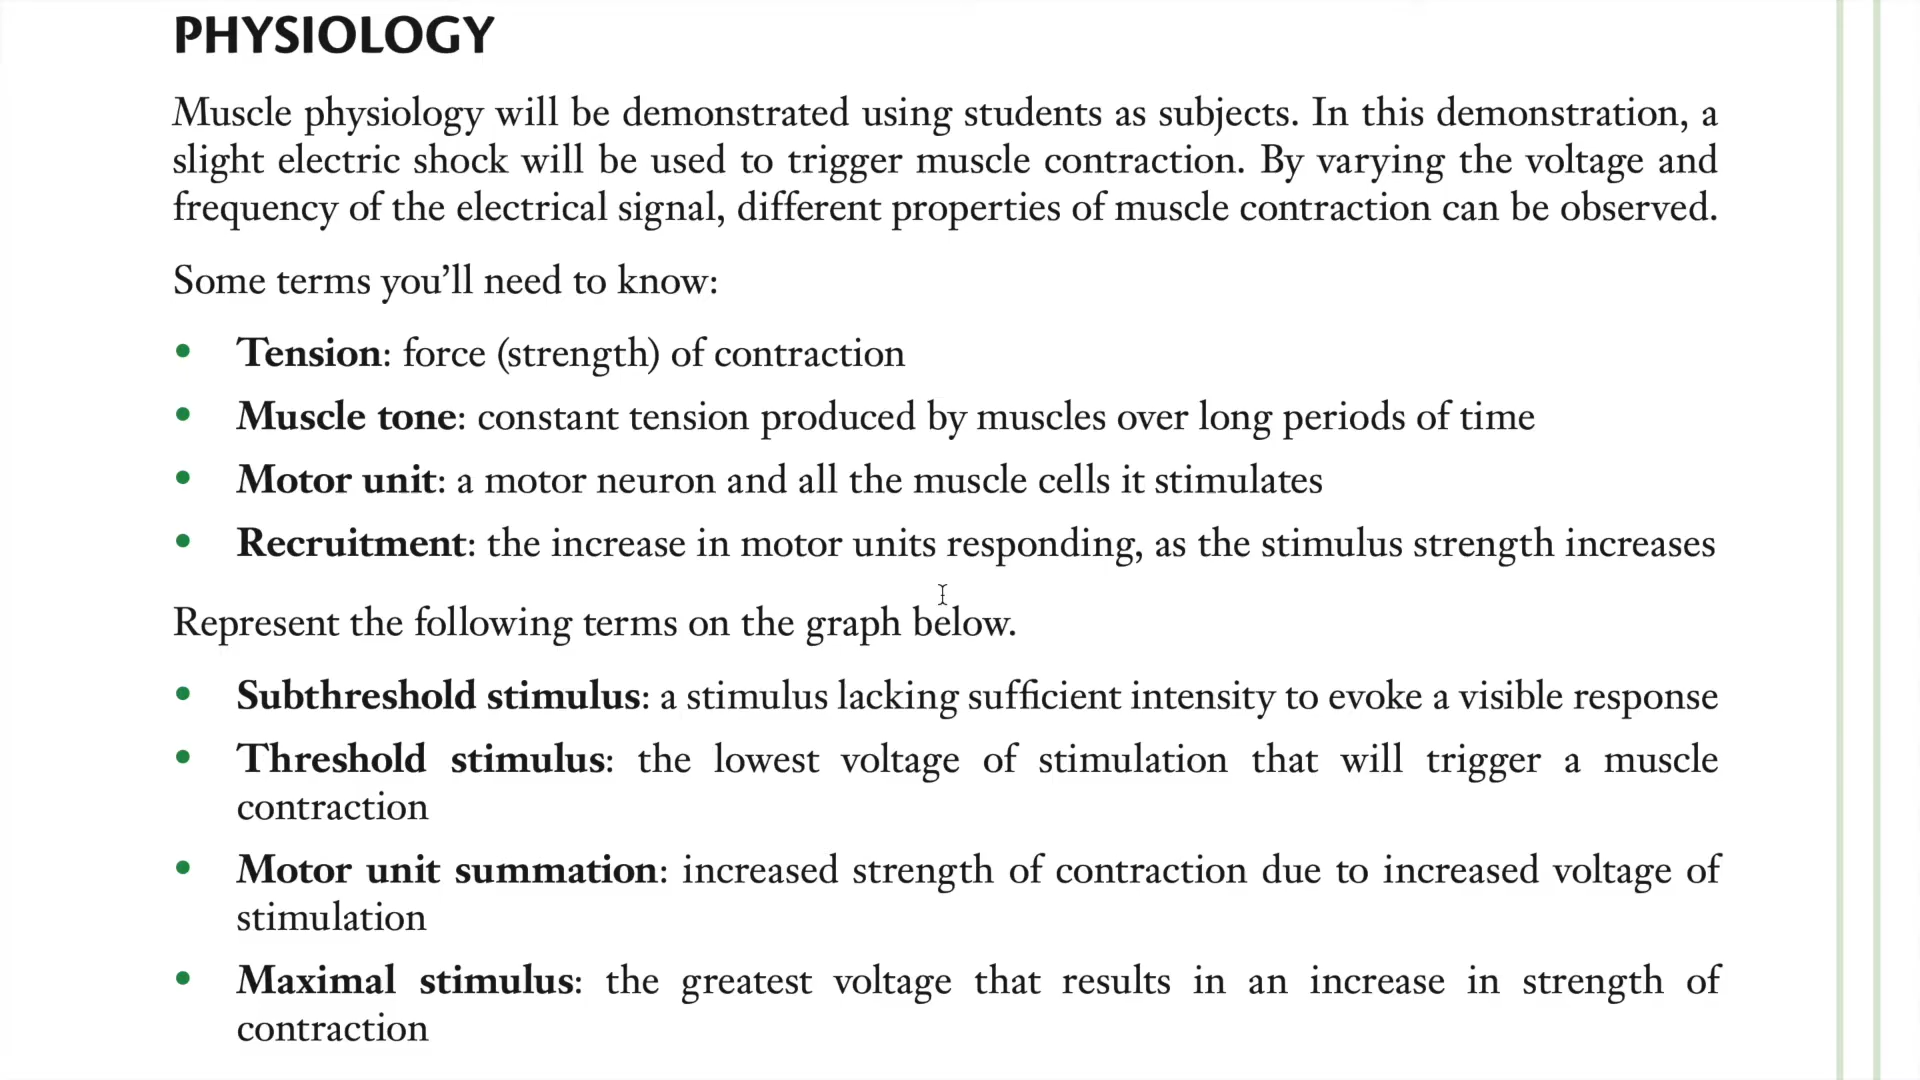 PHYSIOLOGY
Muscle physiology will be demonstrated using students as subjects. In this demonstration, a
slight electric shock will be used to trigger muscle contraction. By varying the voltage and
frequency of the electrical signal, different properties of muscle contraction can be observed.
Some terms you’ll need to know:
• Tension: force (strength) of contraction
• Muscle tone: constant tension produced by muscles over long periods of time
• Motor unit: a motor neuron and all the muscle cells it stimulates
• Recruitment: the increase in motor units responding, as the stimulus strength increases
Represent the following terms on the graph below.
• Subthreshold stimulus: a stimulus lacking sufficient intensity to evoke a visible response
• Threshold stimulus: the lowest voltage of stimulation that will trigger a muscle
contraction
• Motor unit summation: increased strength of contraction due to increased voltage of
stimulation
• Maximal stimulus: the greatest voltage that results in an increase in strength of
contraction